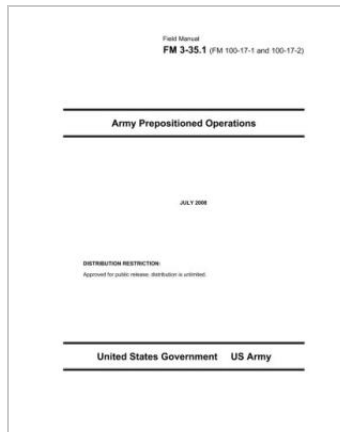 Field Manual
FM 3-35.1 (FM 100-17-1 and 100-17-2)
Army Prepositioned Operations
JULY 2008
DISTRIBUTION RESTRICTION:
Approved for public release; distribution is unlimited.
United States Government US Army